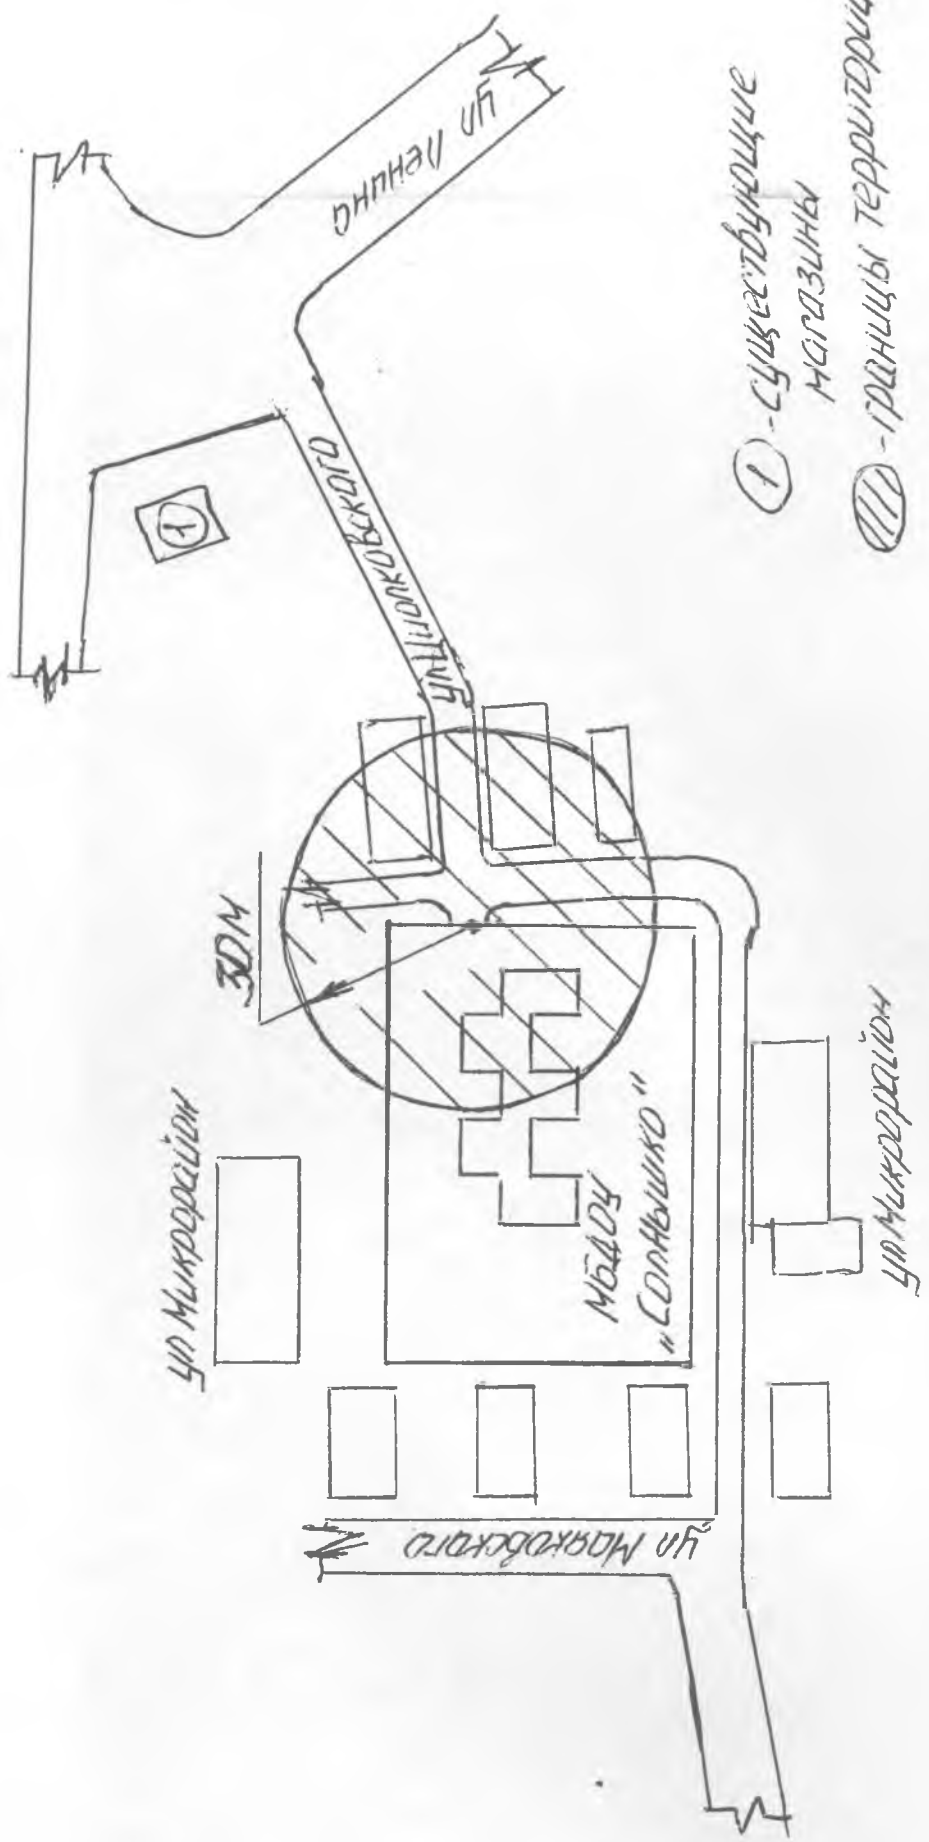 ул Микрорайон
30м
ул Ленина
ул Циолковского
1
МБДОУ
„Солнышко"
ул Маяковского
ул Микрорайон
1 - существующие
магазины
- границы территории